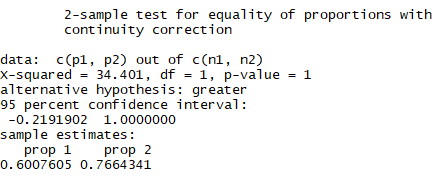 2-sample test for equality of proportions with
continuity correction
data: c(p1, p2) out of c(n1, n2)
X-squared = 34.401, df = 1, p-value = 1
alternative hypothesis: greater
95 percent confidence interval:
-0.2191902 1.0000000
sample estimates:
prop 1 prop 2
0.6007605 0.7664341